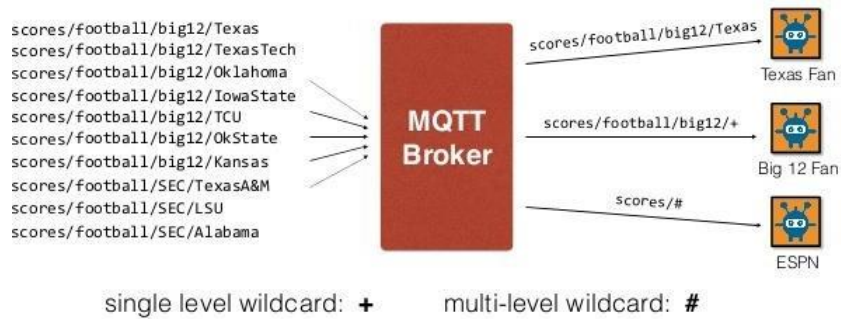 scores/football/big12/Texas
scores/football/big12/TexasTech
scores/football/big12/Oklahoma
scores/football/big12/IowaState
scores/football/big12/TCU
scores/football/big12/OkState
scores/football/big12/Kansas
scores/football/SEC/TexasA&M
scores/football/SEC/LSU
scores/football/SEC/Alabama
MQTT
Broker
scores/football/big12/Texas
Texas Fan
scores/football/big12/+
Big 12 Fan
scores/#
ESPN
single level wildcard: +
multi-level wildcard: #